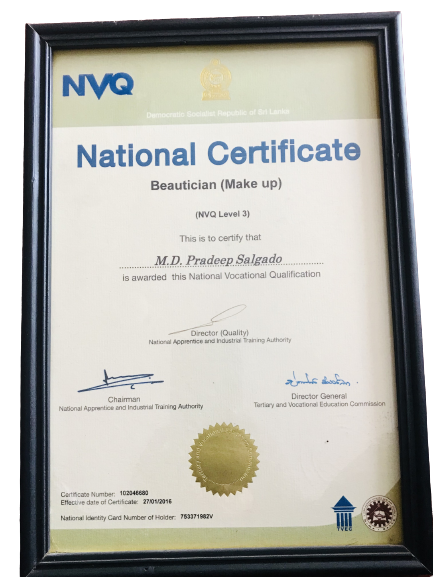 NVQ
Democratic Socialist Republic of Sri Lanka
National Certificate
Beautician (Make up)
(NVQ Level 3)
This is to certify that
M.D. Pradeep Salgado
is awarded this National Vocational Qualification
Director (Quality)
National Apprentice and Industrial Training Authority
Chairman
National Apprentice and Industrial Training Authority
Director General
Tertiary and Vocational Education Commission
Certificate Number: 102046680
Effective date of Certificate: 27/01/2016
National Identity Card Number of Holder: 753371982V
TVEC